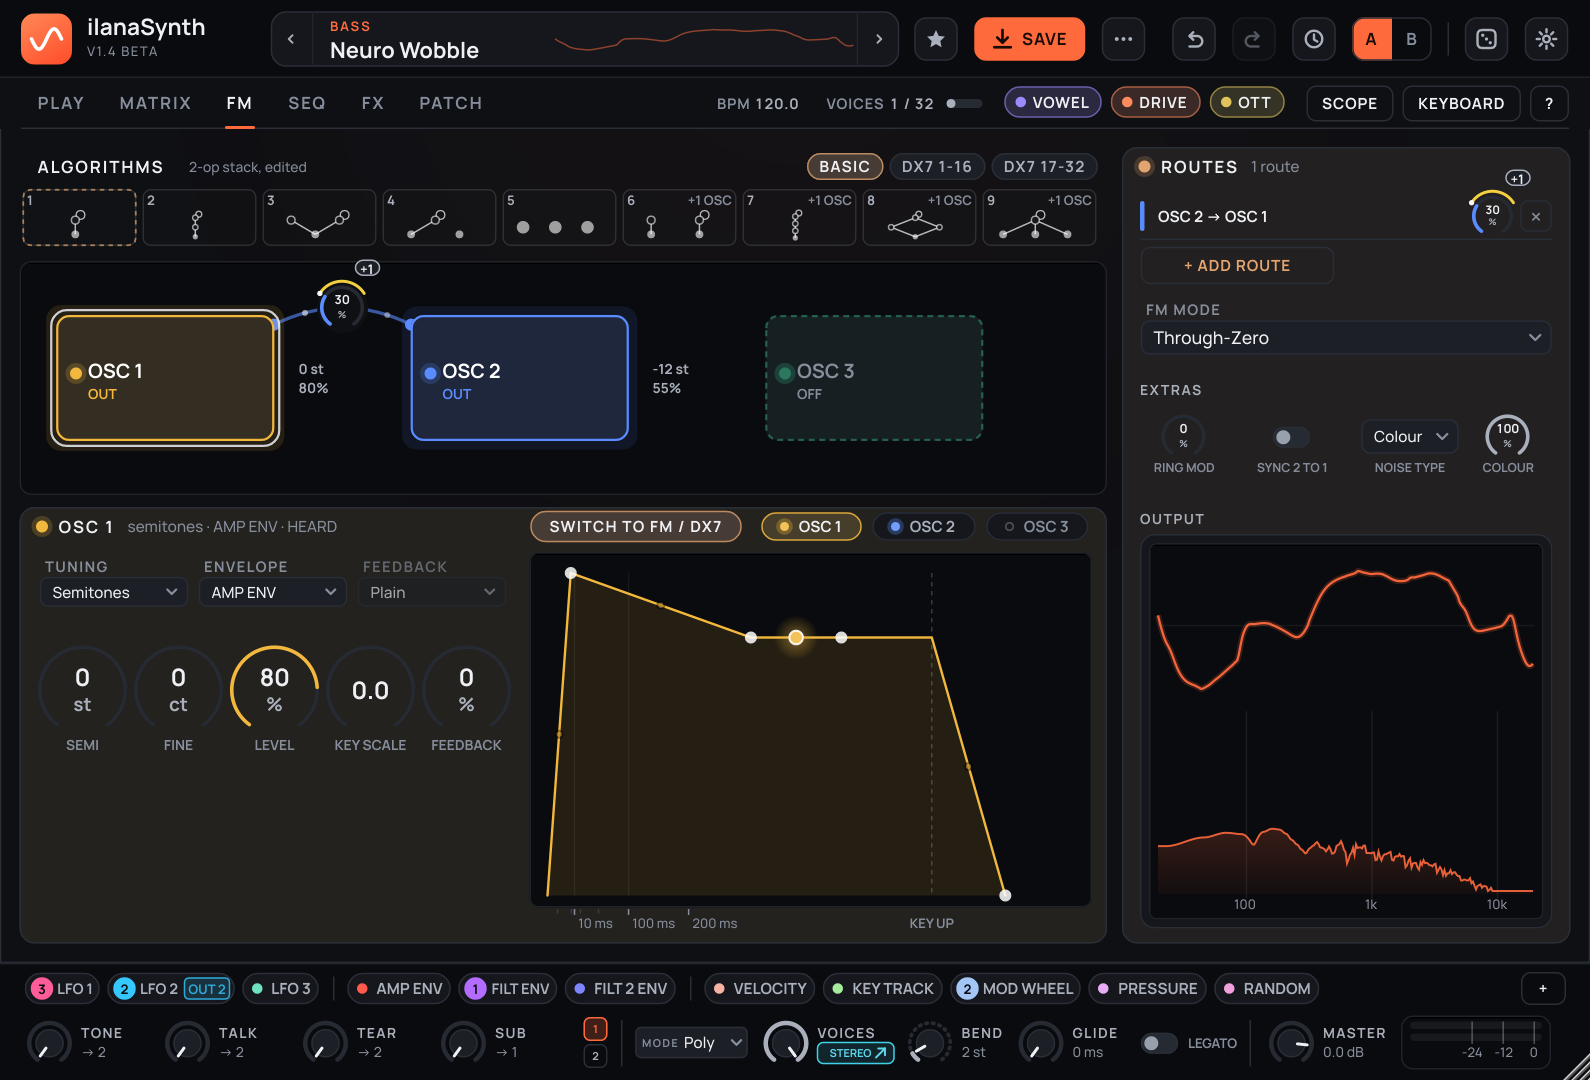 ilanaSynth
V1.4 BETA
BASS
Neuro Wobble
SAVE
A B
PLAY MATRIX FM SEQ FX PATCH
BPM 120.0 VOICES 1 / 32
VOWEL DRIVE OTT SCOPE KEYBOARD ?
ALGORITHMS 2-op stack, edited
BASIC DX7 1-16 DX7 17-32
1 2 3 4 5 6 +1 OSC 7 +1 OSC 8 +1 OSC 9 +1 OSC
+1
30
%
OSC 1
OUT
0 st
80%
OSC 2
OUT
-12 st
55%
OSC 3
OFF
ROUTES 1 route
+1
OSC 2 → OSC 1 30 % ×
+ ADD ROUTE
FM MODE
Through-Zero
EXTRAS
0 % Colour 100 %
RING MOD SYNC 2 TO 1 NOISE TYPE COLOUR
OUTPUT
100 1k 10k
OSC 1 semitones · AMP ENV · HEARD
SWITCH TO FM / DX7 OSC 1 OSC 2 OSC 3
TUNING ENVELOPE FEEDBACK
Semitones AMP ENV Plain
0 st 0 ct 80 % 0.0 0 %
SEMI FINE LEVEL KEY SCALE FEEDBACK
10 ms 100 ms 200 ms KEY UP
3 LFO 1 2 LFO 2 OUT 2 LFO 3 AMP ENV 1 FILT ENV FILT 2 ENV VELOCITY KEY TRACK 2 MOD WHEEL PRESSURE RANDOM +
TONE
→ 2
TALK
→ 2
TEAR
→ 2
SUB
→ 1
1
2
MODE Poly
VOICES
STEREO ↗
BEND
2 st
GLIDE
0 ms
LEGATO
MASTER
0.0 dB
-24 -12 0